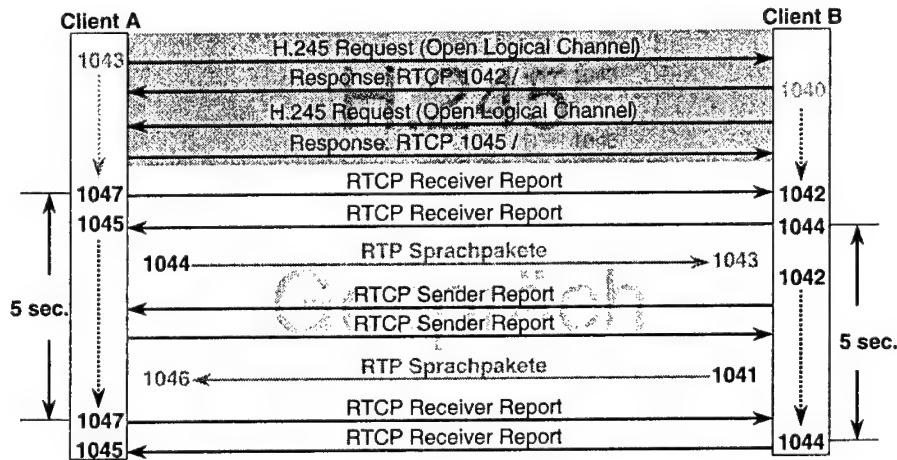 Client A
Client B
H.245 Request (Open Logical Channel)
1043
Response: RTCP 1042 /
1040
H.245 Request (Open Logical Channel)
Response: RTCP 1045 /
1047
RTCP Receiver Report
1042
1045
RTCP Receiver Report
1044
1044
RTP Sprachpakete
1043
1042
Gespräch
RTCP Sender Report
5 sec.
RTCP Sender Report
5 sec.
1046
RTP Sprachpakete
1041
1047
RTCP Receiver Report
1045
RTCP Receiver Report
1044